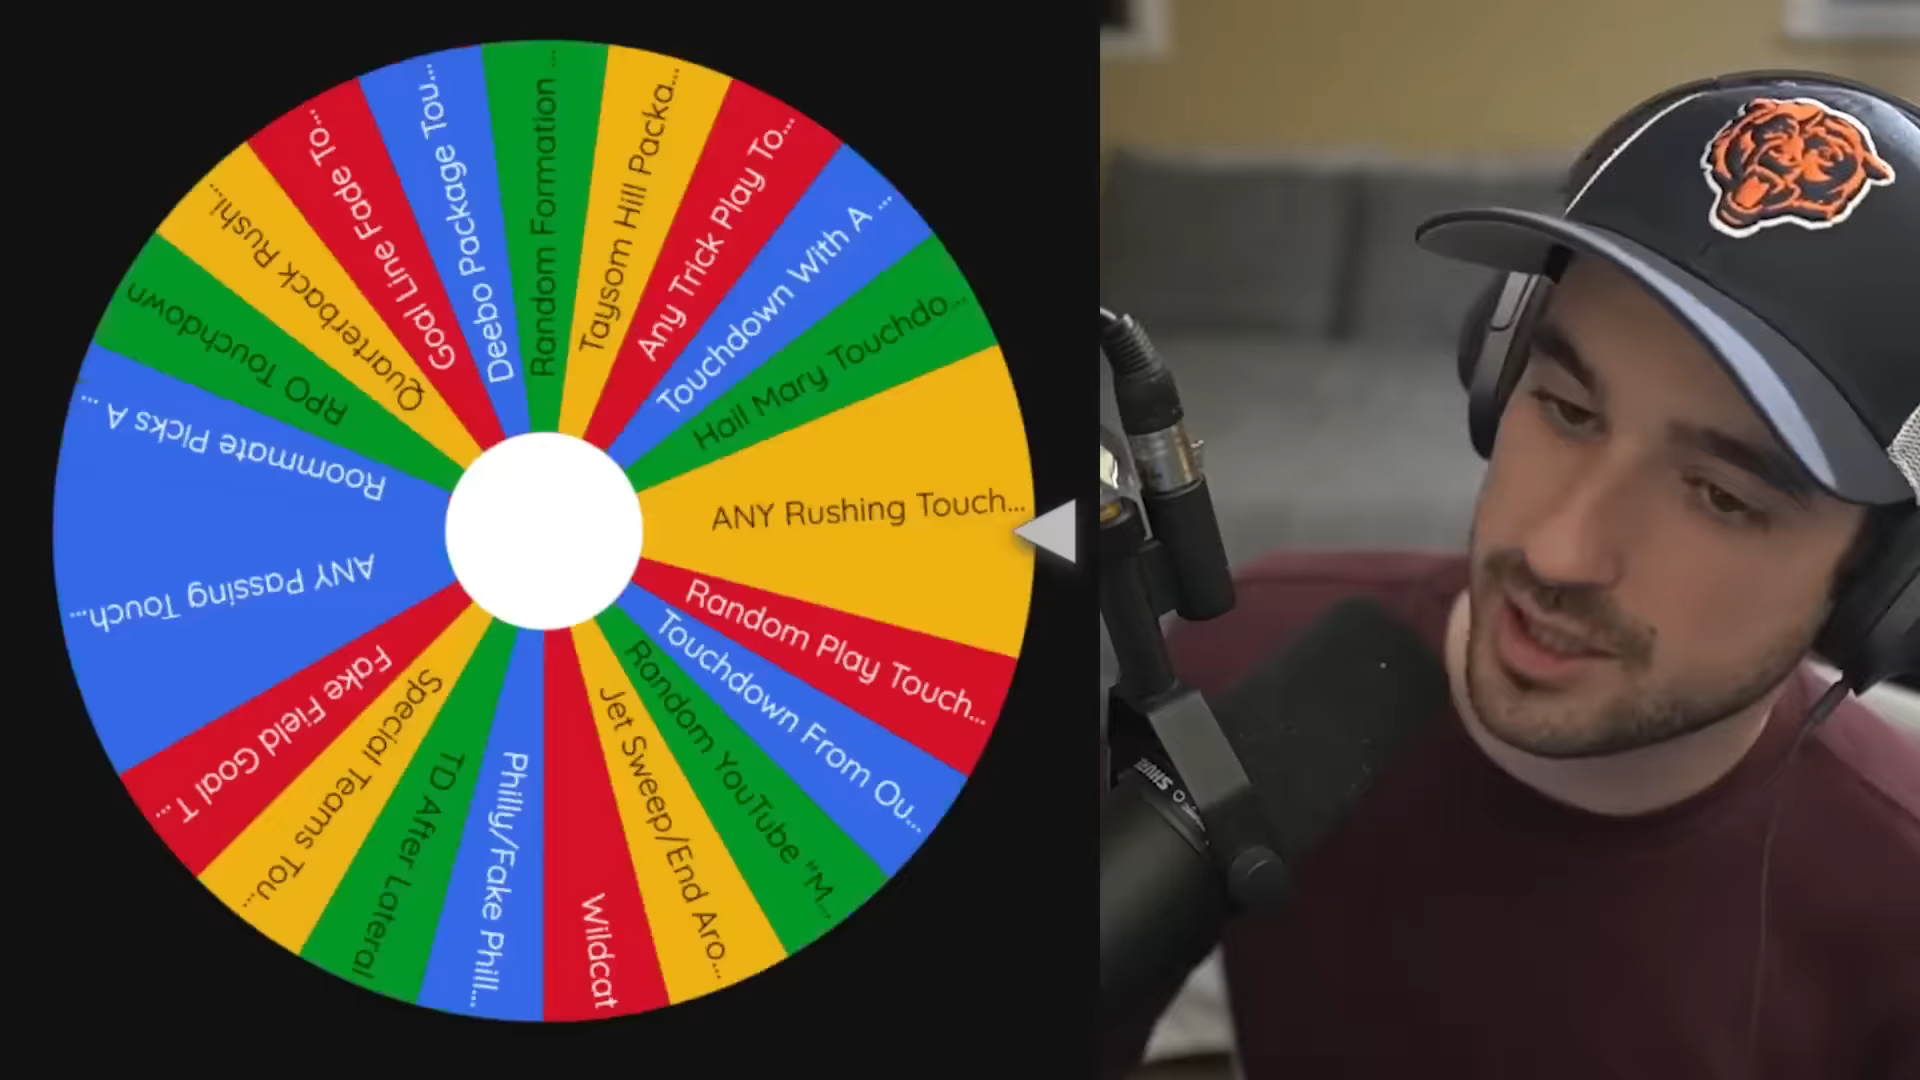 Random Formation ...
Taysom Hill Packa...
Any Trick Play To...
Touchdown With A ...
Hail Mary Touchdo...
ANY Rushing Touch...
Random Play Touch...
Touchdown From Ou...
Random YouTube "M...
Jet Sweep/End Aro...
Wildcat
Philly/Fake Phill...
TD After Lateral
Special Teams Tou...
Fake Field Goal T...
ANY Passing Touch...
Roommate Picks A ...
RPO Touchdown
Quarterback Rushi...
Goal Line Fade To...
Deebo Package Tou...
SHURE